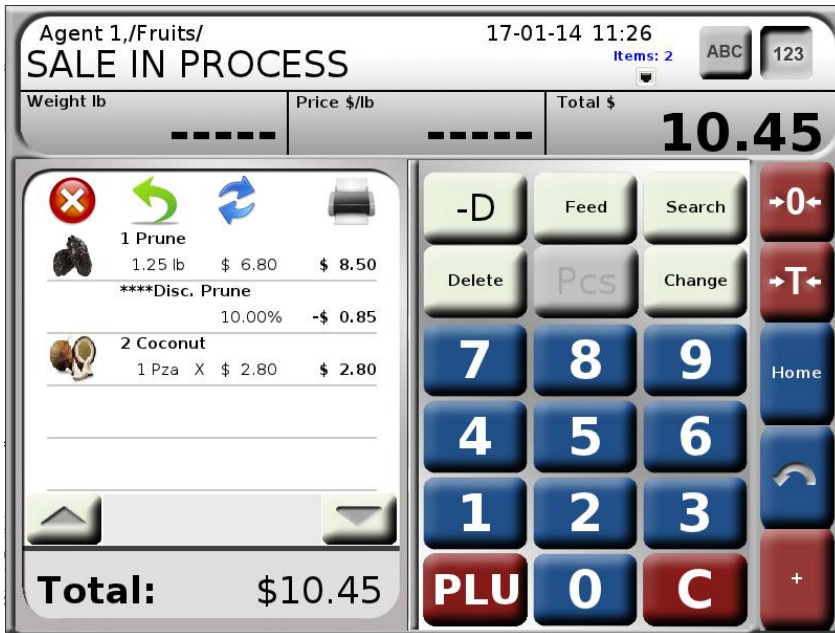 Agent 1,/Fruits/
17-01-14 11:26
SALE IN PROCESS
Items: 2
ABC
123
Weight lb
Price $/lb
Total $
-----
-----
10.45
1 Prune
1.25 lb $ 6.80 $ 8.50
****Disc. Prune
10.00% -$ 0.85
2 Coconut
1 Pza X $ 2.80 $ 2.80
Total: $10.45
-D Feed Search
Delete Pcs Change
7 8 9
4 5 6
1 2 3
PLU 0 C
→0←
→T←
Home
+